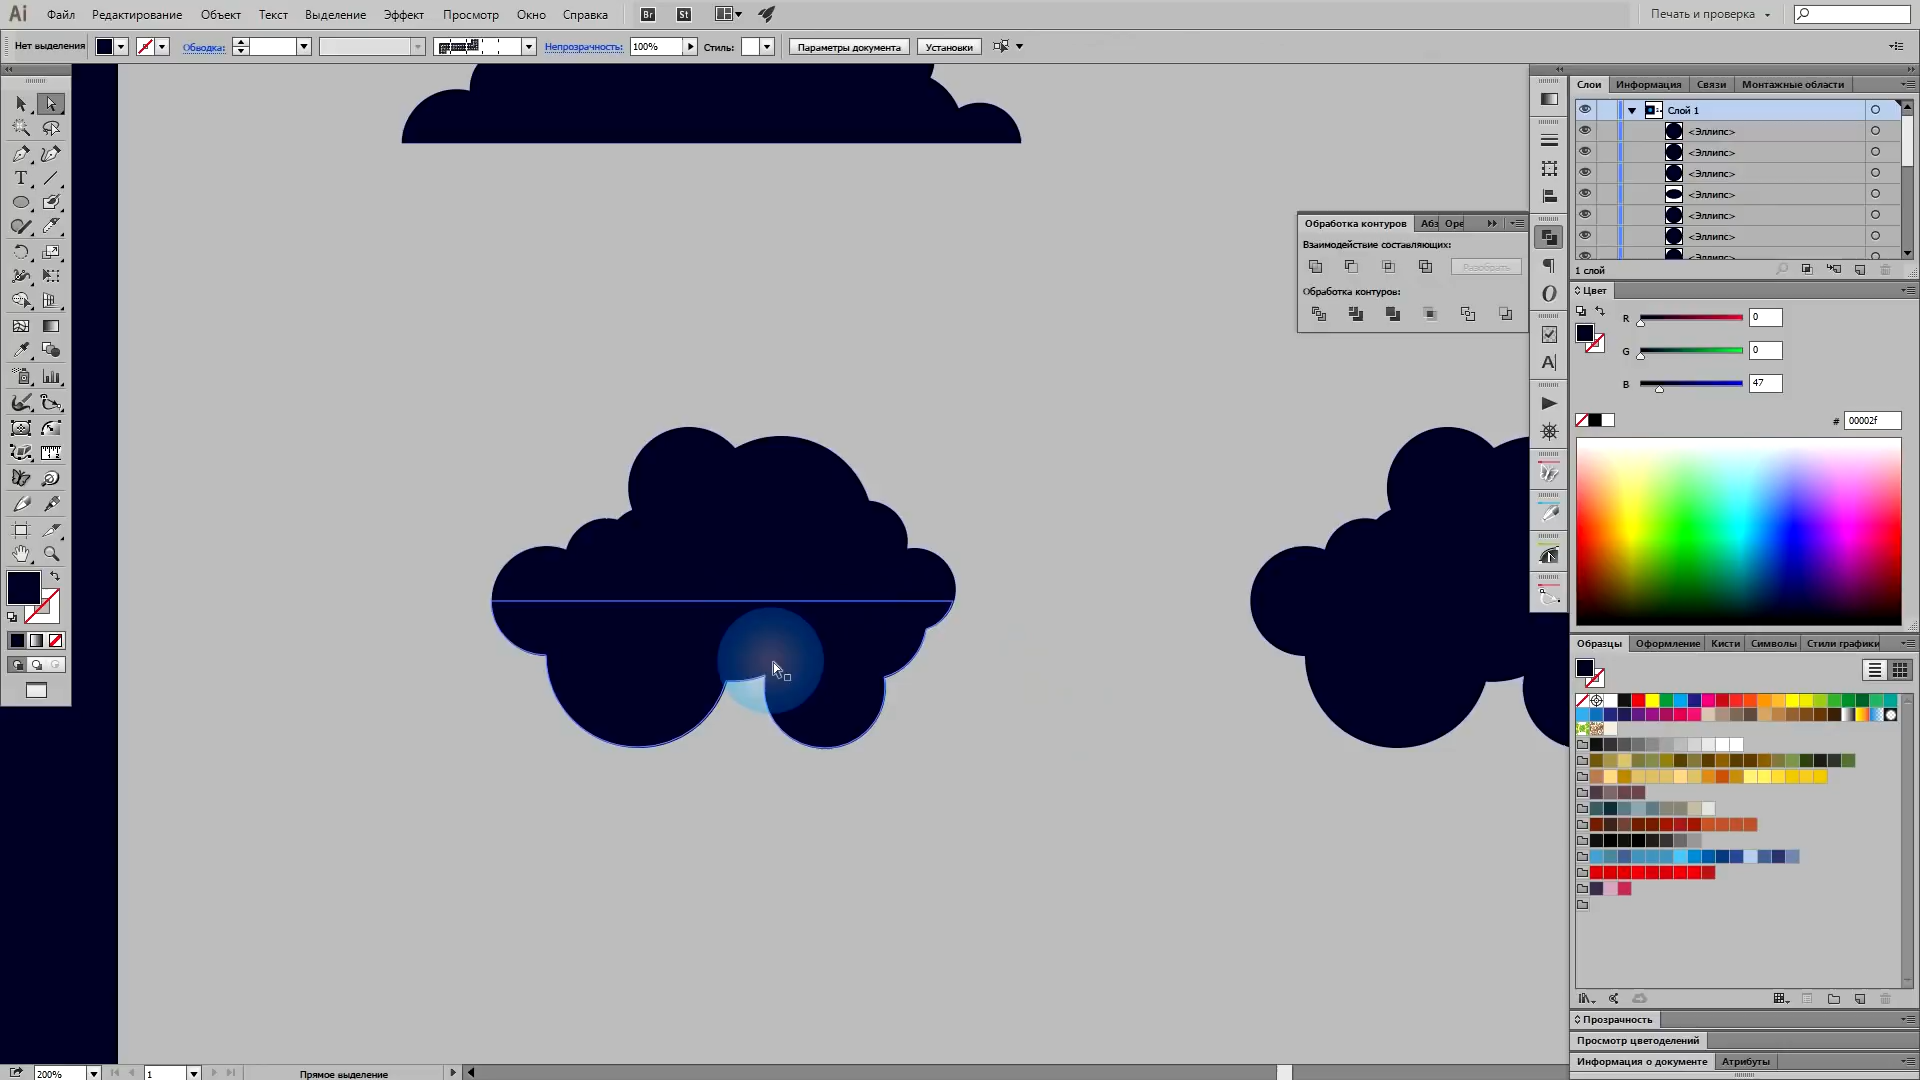 Ai Файл Редактирование Объект Текст Выделение Эффект Просмотр Окно Справка Br St Печать и проверка
Нет выделения Обводка: Непрозрачность: 100% Стиль: Параметры документа Установки
Слои Информация Связи Монтажные области
Слой 1
<Эллипс>
<Эллипс>
<Эллипс>
<Эллипс>
<Эллипс>
<Эллипс>
<Эллипс>
1 слой
Обработка контуров Абз Опе
Взаимодействие составляющих:
Разобрать
Обработка контуров:
Цвет
R 0
G 0
B 47
# 00002f
Образцы Оформление Кисти Символы Стили графики
Прозрачность
Просмотр цветоделений
Информация о документе Атрибуты
200% 1 Прямое выделение